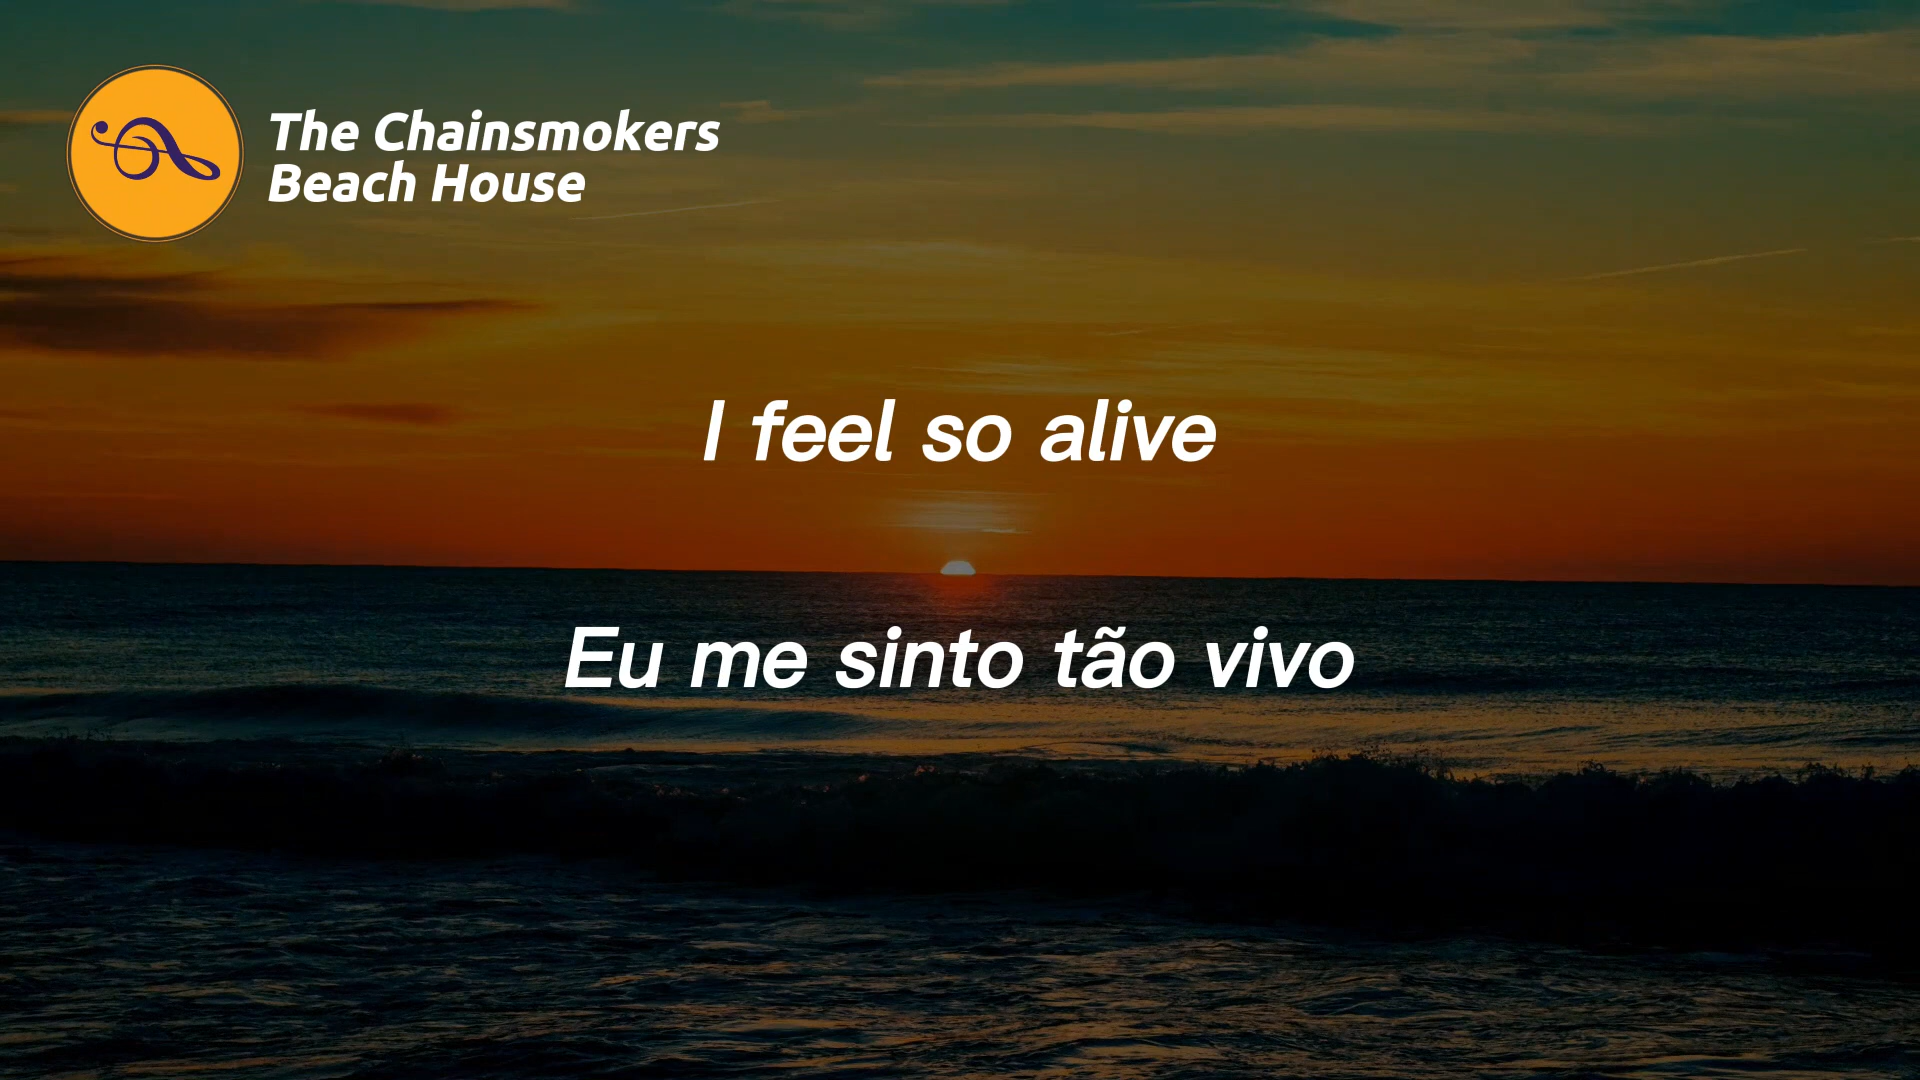 The Chainsmokers
Beach House
I feel so alive
Eu me sinto tão vivo